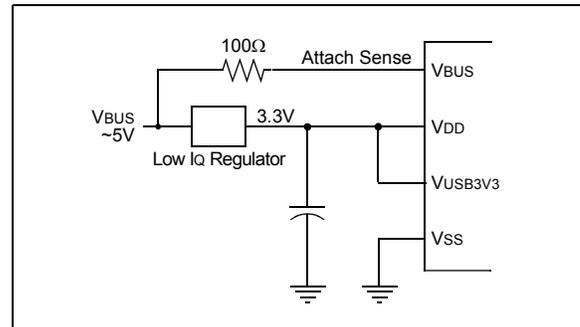 100Ω
Attach Sense
VBUS
VBUS
~5V
3.3V
VDD
Low IQ Regulator
VUSB3V3
VSS